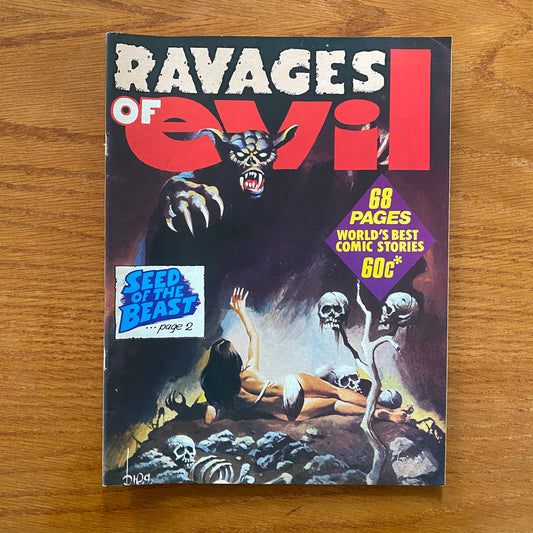 RAVAGES
OF evil
68
PAGES
WORLD'S BEST
COMIC STORIES
60c*
SEED
OF THE
BEAST
...page 2